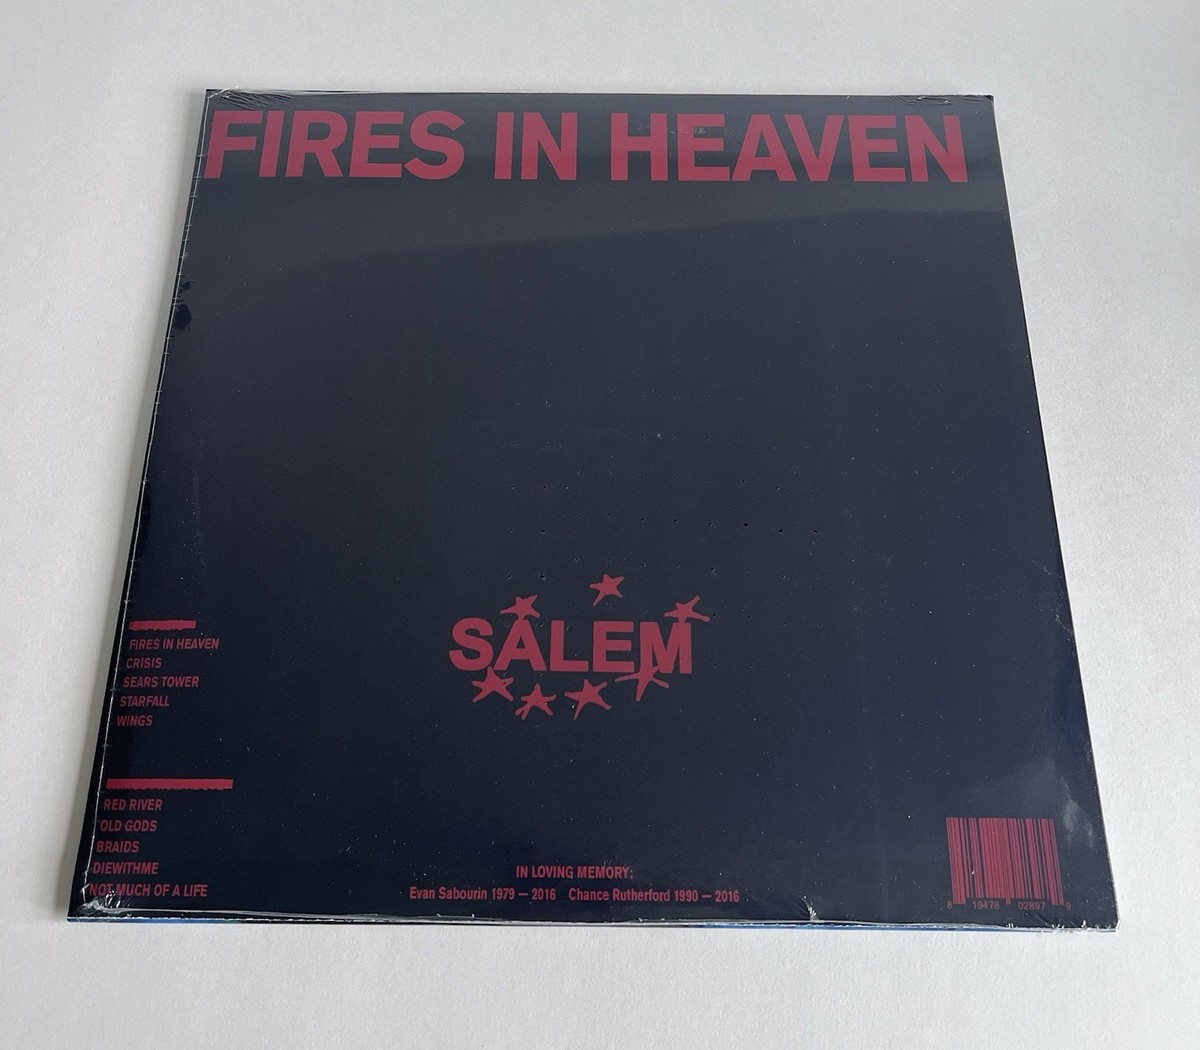 FIRES IN HEAVEN
SALEM
FIRES IN HEAVEN
CRISIS
SEARS TOWER
STARFALL
WINGS
RED RIVER
OLD GODS
BRAIDS
DIEWITHME
NOT MUCH OF A LIFE
IN LOVING MEMORY:
Evan Sabourin 1979 — 2016 Chance Rutherford 1990 — 2016
8 19478 02897 9